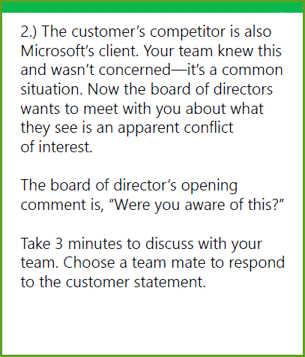 2.) The customer’s competitor is also
Microsoft’s client. Your team knew this
and wasn’t concerned—it’s a common
situation. Now the board of directors
wants to meet with you about what
they see is an apparent conflict
of interest.
The board of director’s opening
comment is, “Were you aware of this?”
Take 3 minutes to discuss with your
team. Choose a team mate to respond
to the customer statement.